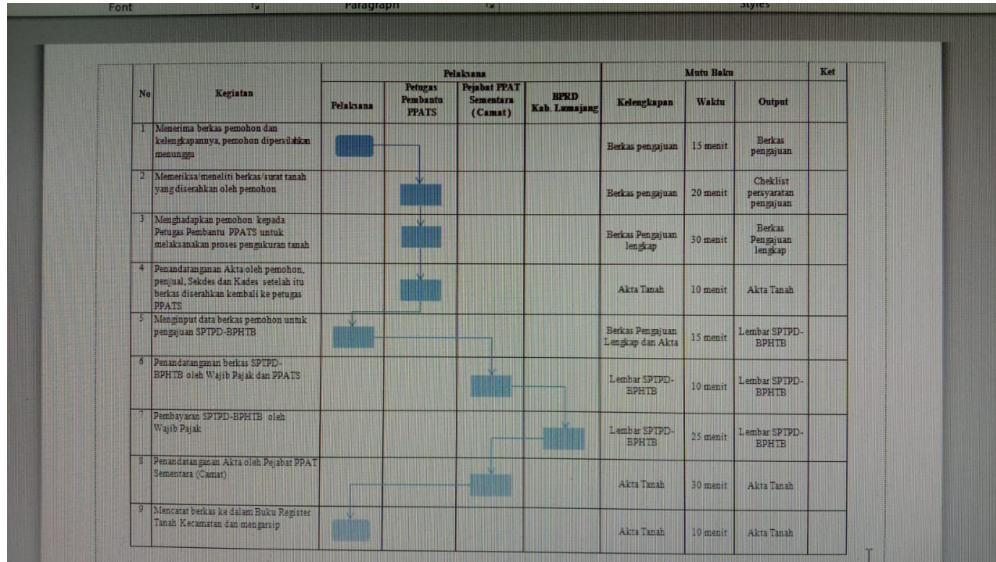 Font
Paragraph
Styles
No
Kegiatan
Pelaksana
Mutu Baku
Ket
Pelaksana
Petugas
Pembantu
PPATS
Pejabat PPAT
Sementara
(Camat)
BPRD
Kab. Lumajang
Kelengkapan
Waktu
Output
1
Menerima berkas pemohon dan
kelengkapannya, pemohon dipersilahkan
menunggu
Berkas pengajuan
15 menit
Berkas
pengajuan
2
Memeriksa/meneliti berkas/surat tanah
yang diserahkan oleh pemohon
Berkas pengajuan
20 menit
Cheklist
persyaratan
pengajuan
3
Menghadapkan pemohon kepada
Petugas Pembantu PPATS untuk
melaksanakan proses pengukuran tanah
Berkas Pengajuan
lengkap
30 menit
Berkas
Pengajuan
lengkap
4
Penandatanganan Akta oleh pemohon,
penjual, Sekdes dan Kades setelah itu
berkas diserahkan kembali ke petugas
PPATS
Akta Tanah
10 menit
Akta Tanah
5
Menginput data berkas pemohon untuk
pengajuan SPTPD-BPHTB
Berkas Pengajuan
Lengkap dan Akta
15 menit
Lembar SPTPD-
BPHTB
6
Penandatanganan berkas SPTPD-
BPHTB oleh Wajib Pajak dan PPATS
Lembar SPTPD-
BPHTB
10 menit
Lembar SPTPD-
BPHTB
7
Pembayaran SPTPD-BPHTB oleh
Wajib Pajak
Lembar SPTPD-
BPHTB
25 menit
Lembar SPTPD-
BPHTB
8
Penandatanganan Akta oleh Pejabat PPAT
Sementara (Camat)
Akta Tanah
30 menit
Akta Tanah
9
Mencatat berkas ke dalam Buku Register
Tanah Kecamatan dan mengarsip
Akta Tanah
10 menit
Akta Tanah